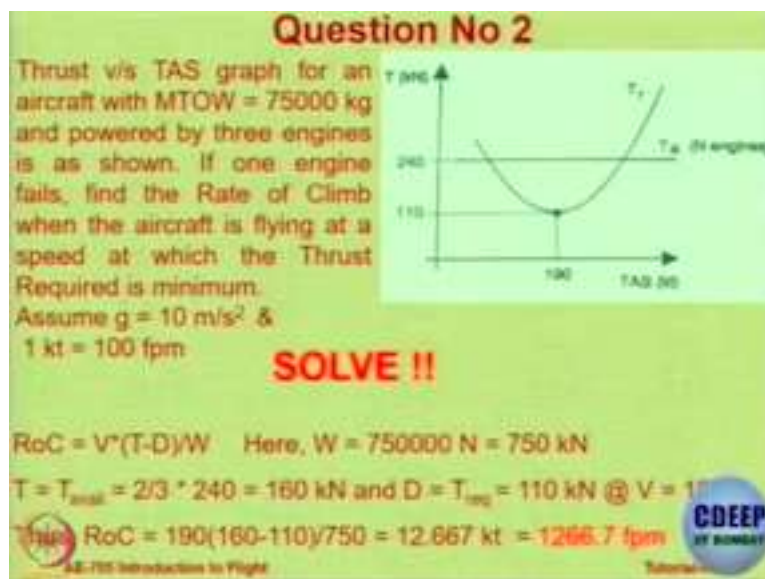 Question No 2
Thrust v/s TAS graph for an
aircraft with MTOW = 75000 kg
and powered by three engines
is as shown. If one engine
fails, find the Rate of Climb
when the aircraft is flying at a
speed at which the Thrust
Required is minimum.
Assume g = 10 m/s² &
1 kt = 100 fpm
T (kN)
Tr
240
Ta (N engines)
110
190
TAS (kt)
SOLVE !!
RoC = V*(T-D)/W Here, W = 750000 N = 750 kN
T = Tavail = 2/3 * 240 = 160 kN and D = Treq = 110 kN @ V =
RoC = 190(160-110)/750 = 12.667 kt = 1266.7 fpm
CDEEP
IIT BOMBAY
Introduction to Flight